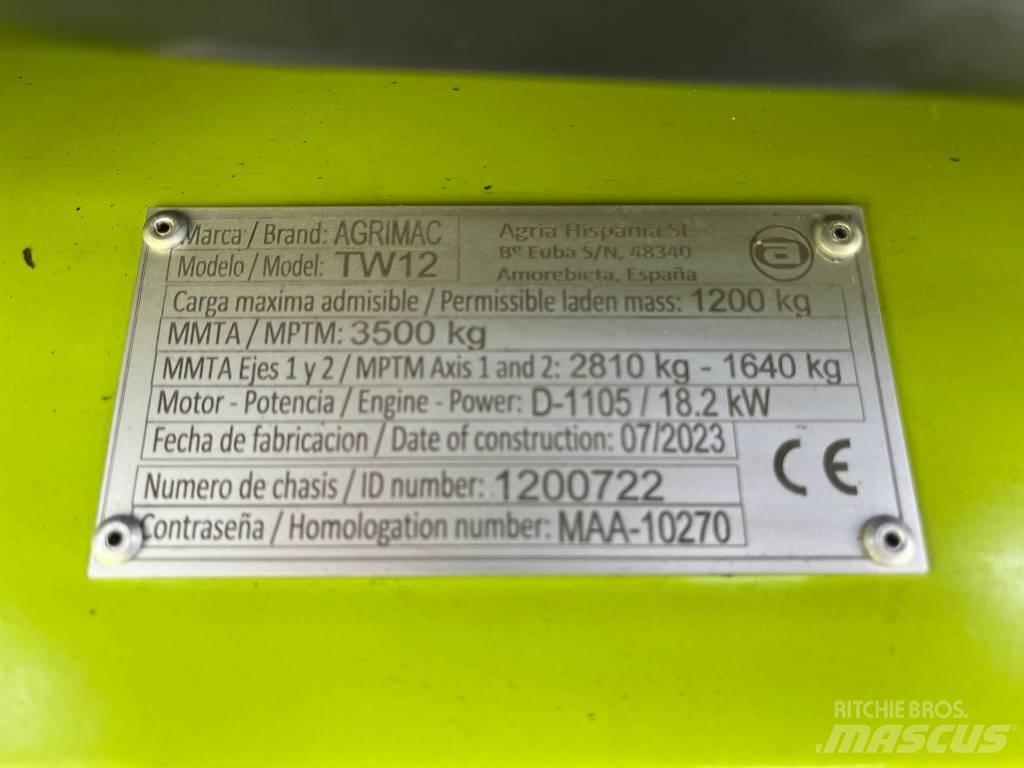 Marca / Brand: AGRIMAC
Modelo / Model: TW12
Agria Hispania SL
Bº Euba S/N, 48340
Amorebieta, España
a
Carga maxima admisible / Permissible laden mass: 1200 kg
MMTA / MPTM: 3500 kg
MMTA Ejes 1 y 2 / MPTM Axis 1 and 2: 2810 kg - 1640 kg
Motor - Potencia / Engine - Power: D-1105 / 18.2 kW
Fecha de fabricacion / Date of construction: 07/2023
CE
Numero de chasis / ID number: 1200722
Contraseña / Homologation number: MAA-10270
RITCHIE BROS.
MASCUS